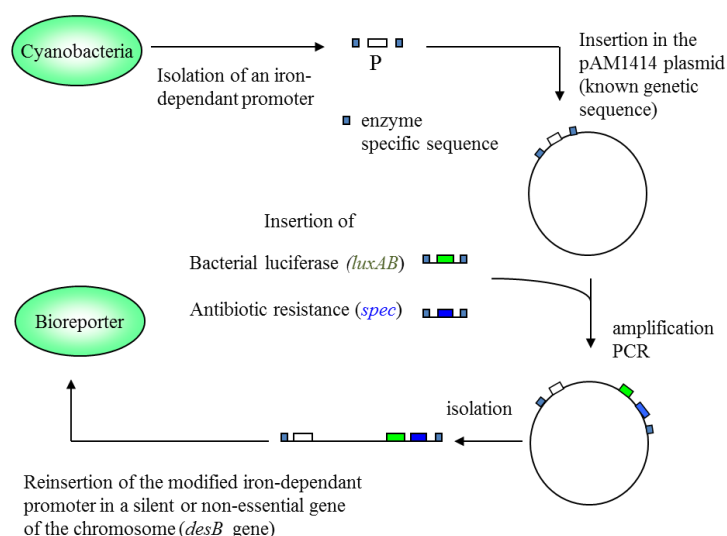 Cyanobacteria
Isolation of an iron-
dependant promoter
P
enzyme
specific sequence
Insertion in the
pAM1414 plasmid
(known genetic
sequence)
Insertion of
Bacterial luciferase (luxAB)
Antibiotic resistance (spec)
amplification
PCR
isolation
Bioreporter
Reinsertion of the modified iron-dependant
promoter in a silent or non-essential gene
of the chromosome (desB gene)